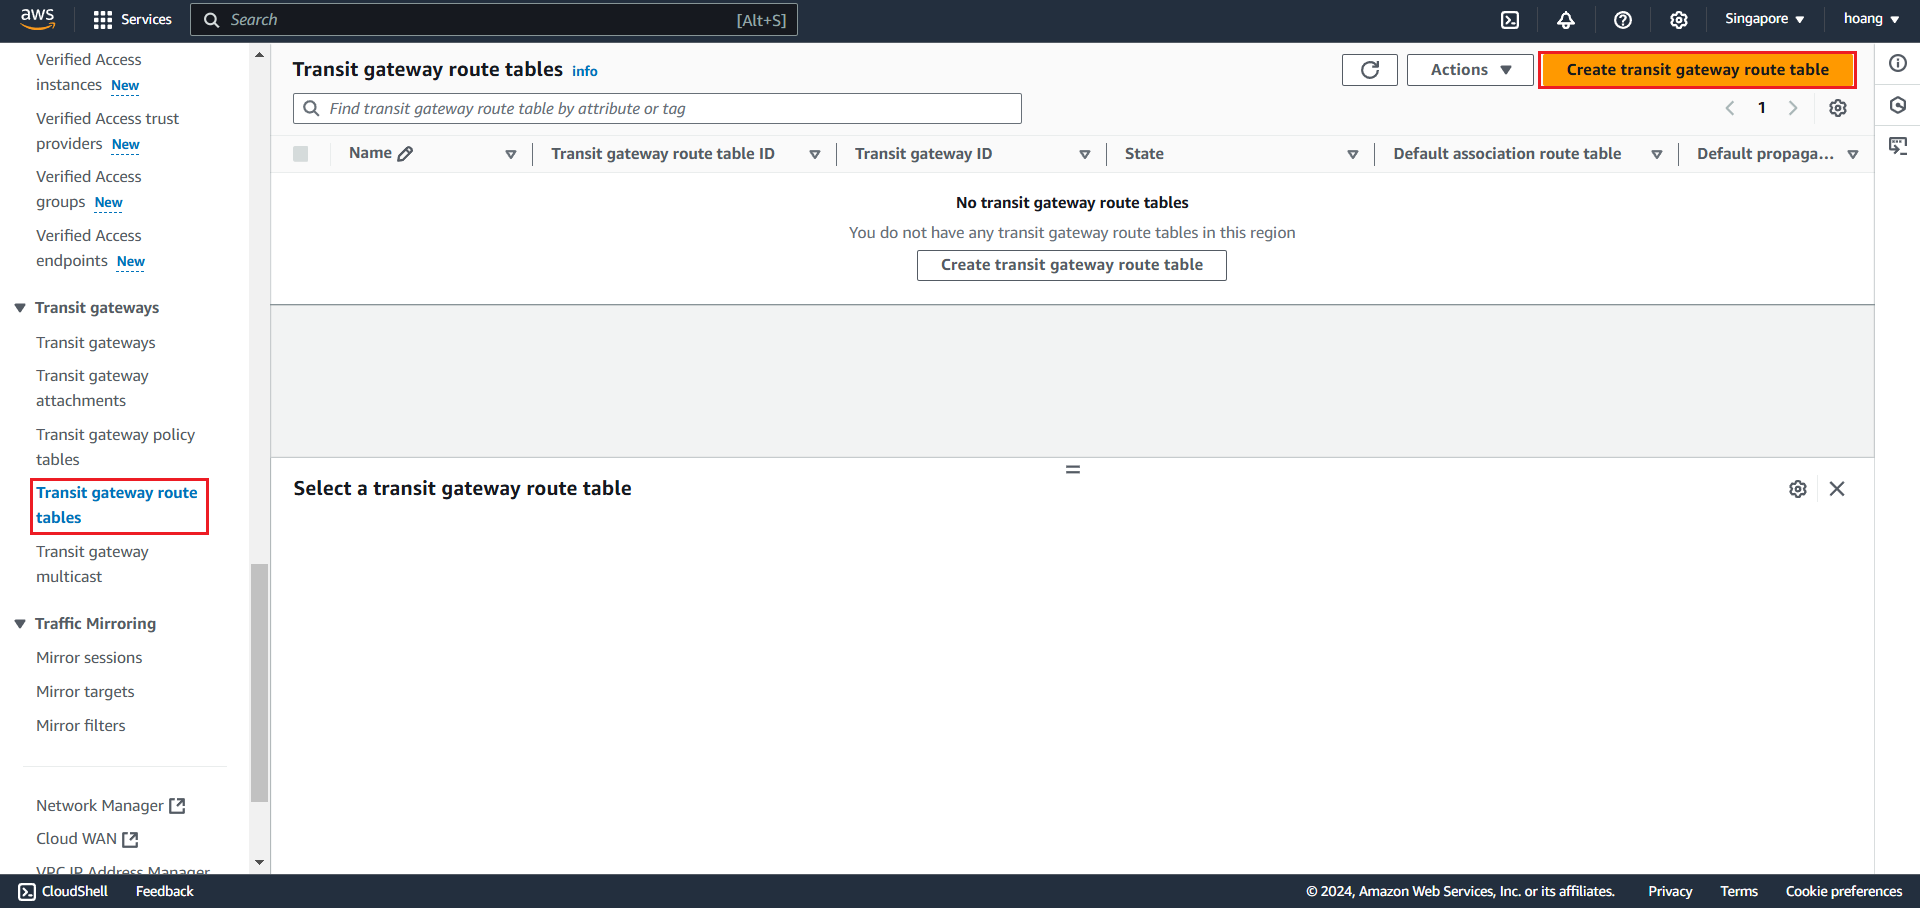 aws
Services
Search
[Alt+S]
Singapore
hoang
Verified Access
instances New
Verified Access trust
providers New
Verified Access
groups New
Verified Access
endpoints New
Transit gateways
Transit gateways
Transit gateway
attachments
Transit gateway policy
tables
Transit gateway route
tables
Transit gateway
multicast
Traffic Mirroring
Mirror sessions
Mirror targets
Mirror filters
Network Manager
Cloud WAN
VPC IP Address Manager
Transit gateway route tables info
Actions
Create transit gateway route table
Find transit gateway route table by attribute or tag
1
Name
Transit gateway route table ID
Transit gateway ID
State
Default association route table
Default propaga...
No transit gateway route tables
You do not have any transit gateway route tables in this region
Create transit gateway route table
Select a transit gateway route table
CloudShell
Feedback
© 2024, Amazon Web Services, Inc. or its affiliates.
Privacy
Terms
Cookie preferences